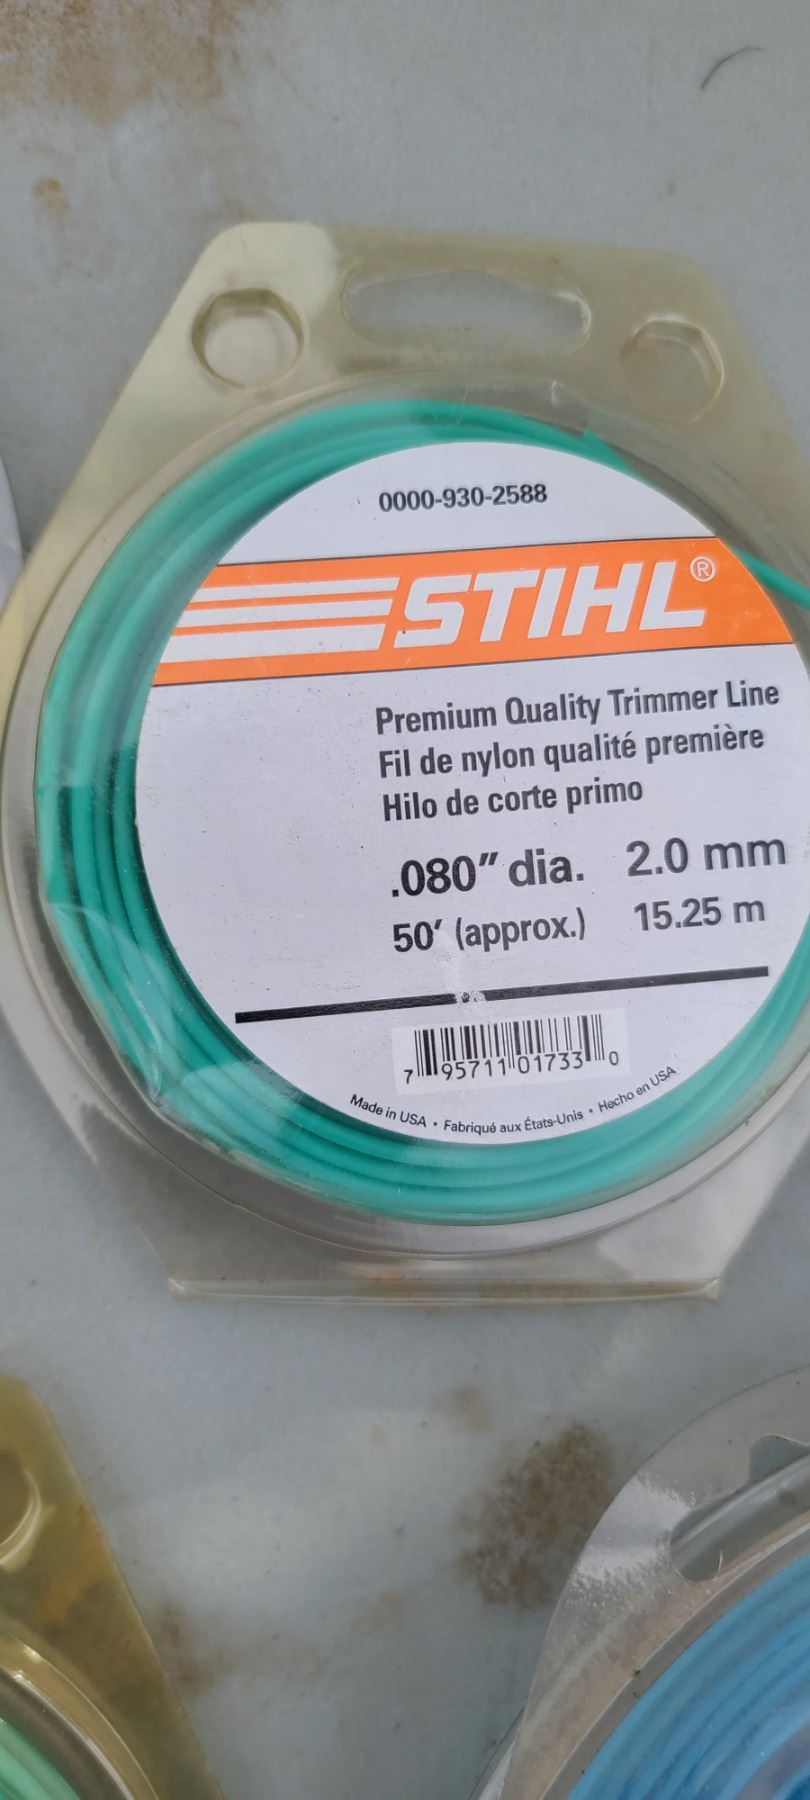 0000-930-2588
STIHL®
Premium Quality Trimmer Line
Fil de nylon qualité première
Hilo de corte primo
.080″ dia. 2.0 mm
50′ (approx.) 15.25 m
7 95711 01733 0
Made in USA • Fabriqué aux États-Unis • Hecho en USA